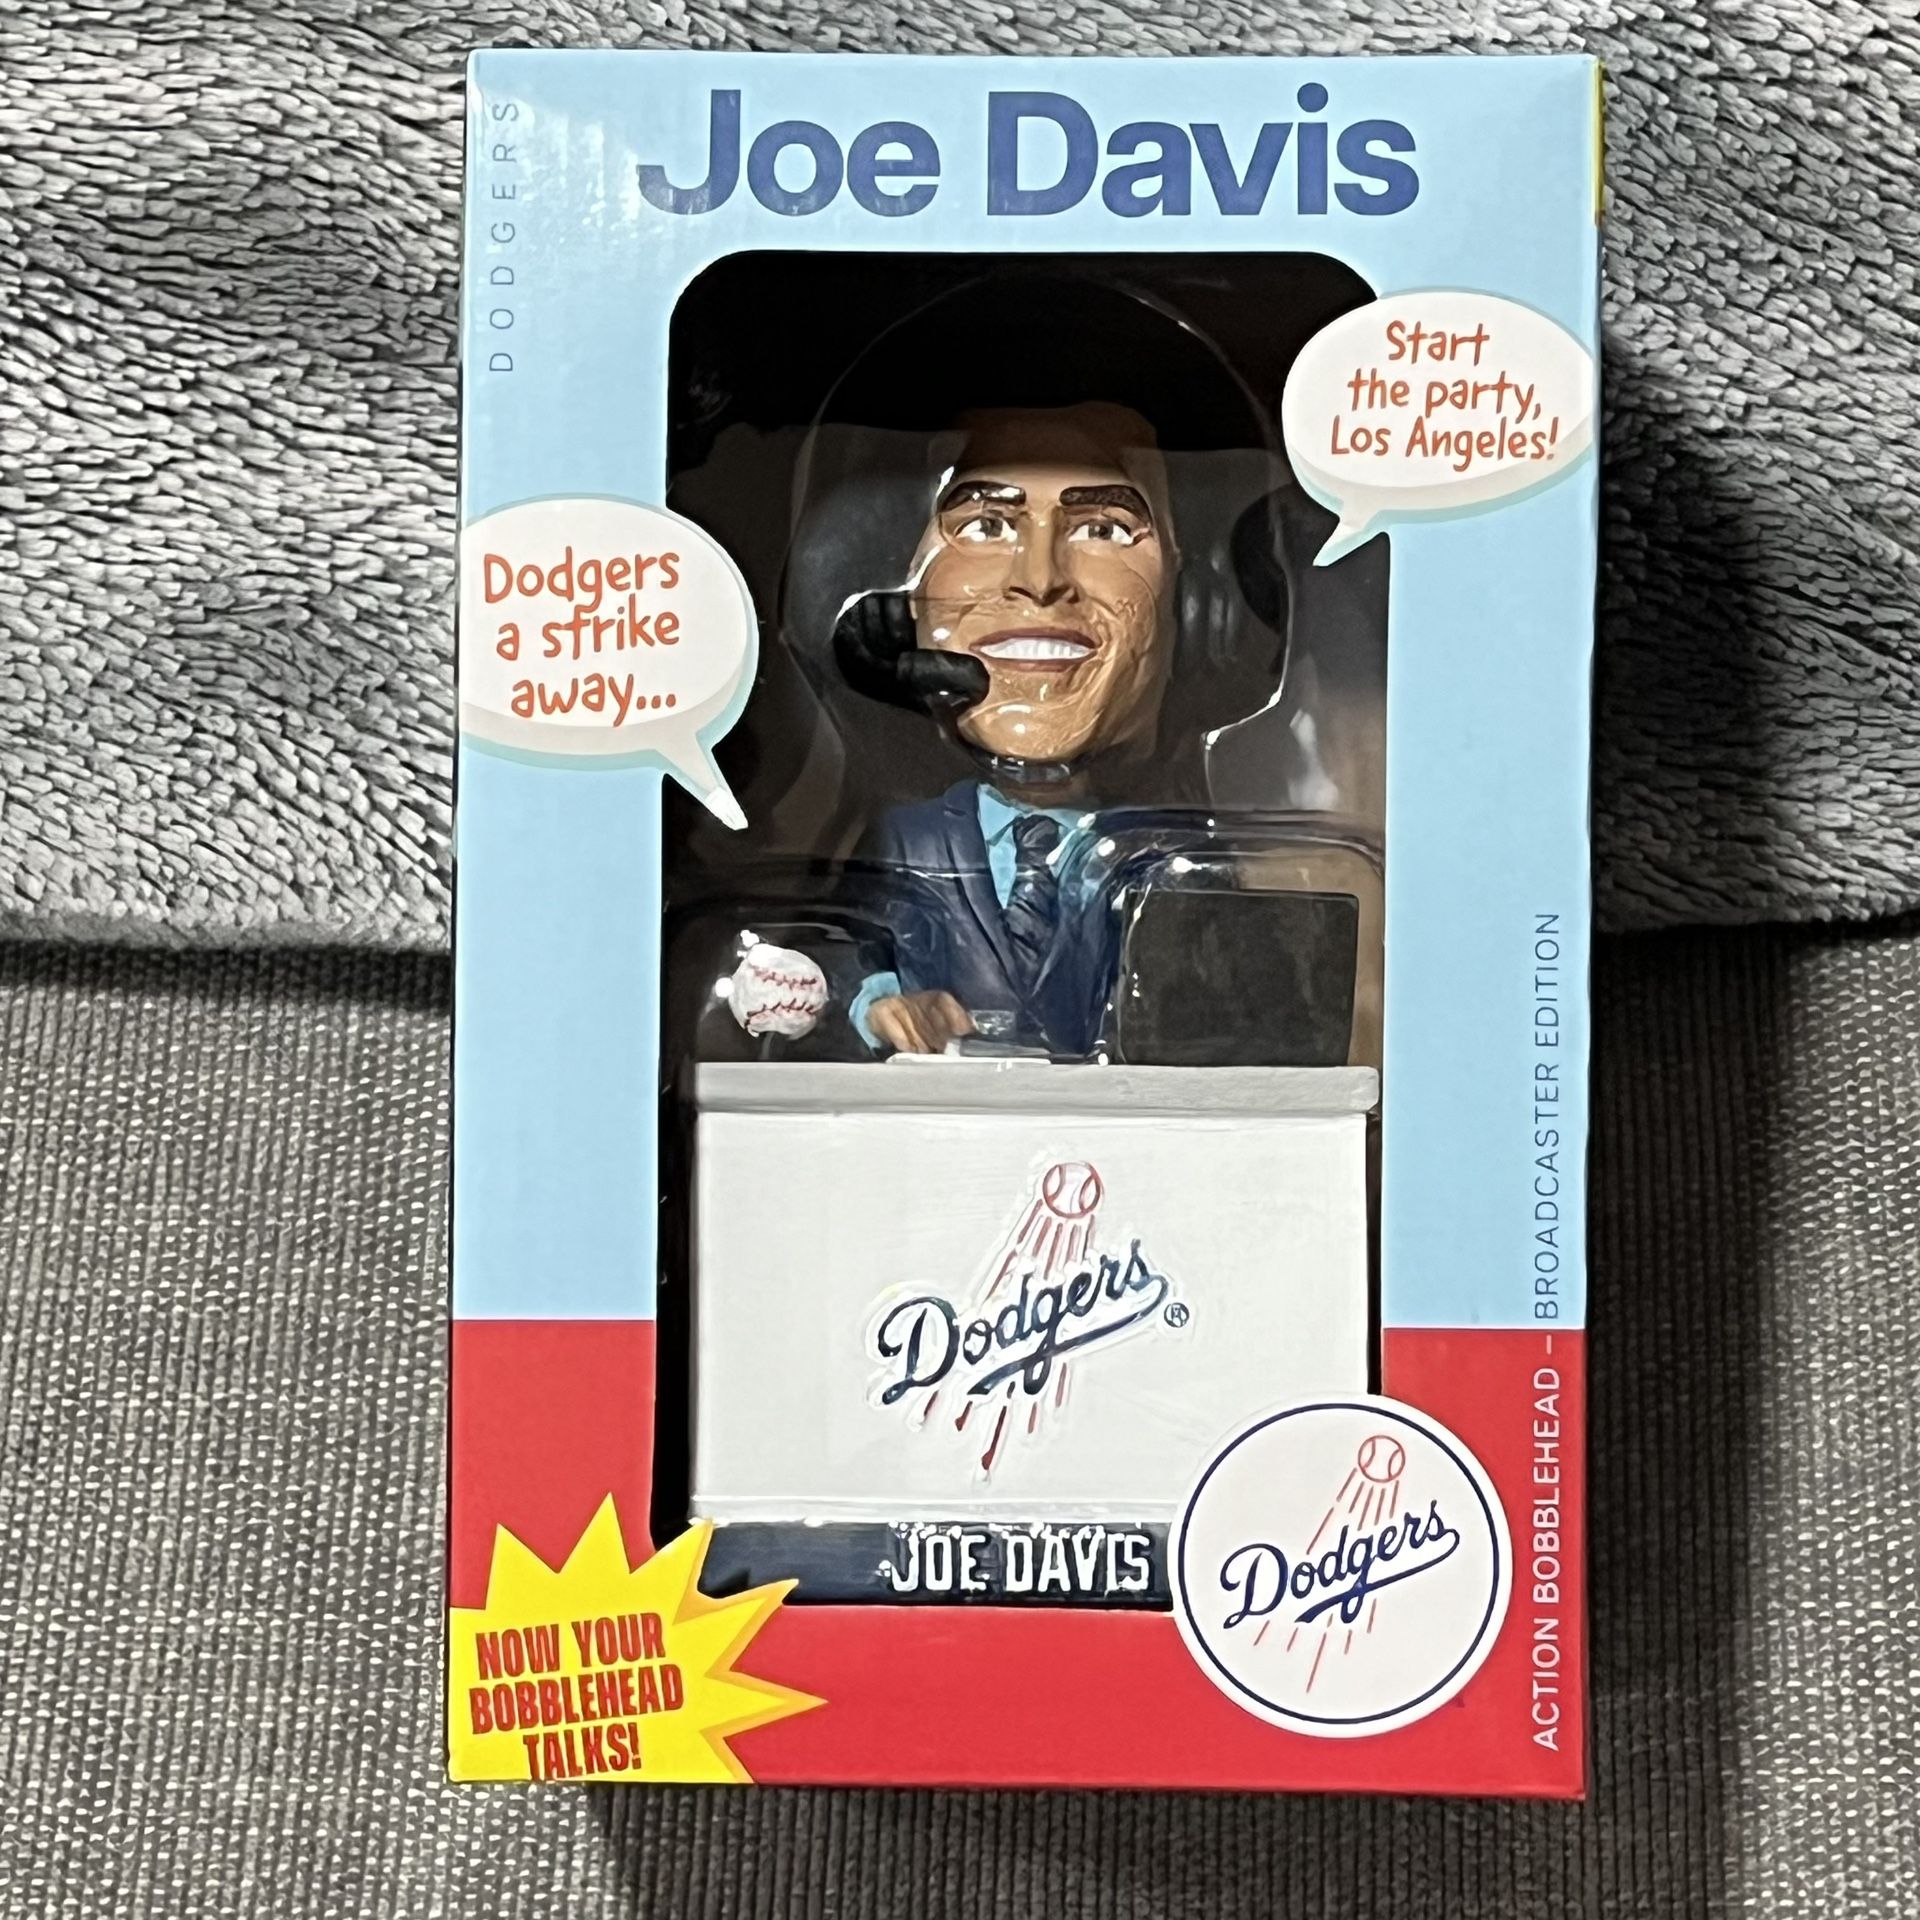 Joe Davis
DODGERS
Start
the party,
Los Angeles!
Dodgers
a strike
away...
Dodgers®
JOE DAVIS
Dodgers
NOW YOUR
BOBBLEHEAD
TALKS!
ACTION BOBBLEHEAD – BROADCASTER EDITION